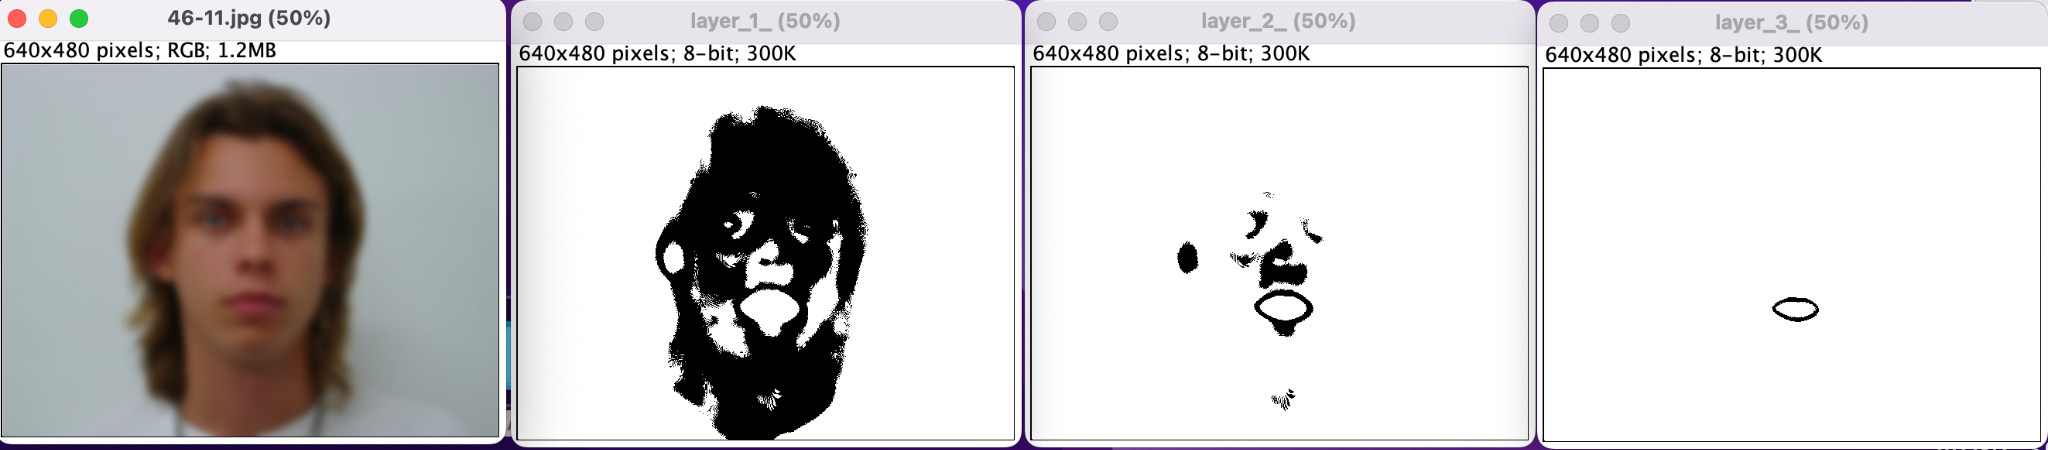 46-11.jpg (50%)
640x480 pixels; RGB; 1.2MB
layer_1_ (50%)
640x480 pixels; 8-bit; 300K
layer_2_ (50%)
640x480 pixels; 8-bit; 300K
layer_3_ (50%)
640x480 pixels; 8-bit; 300K